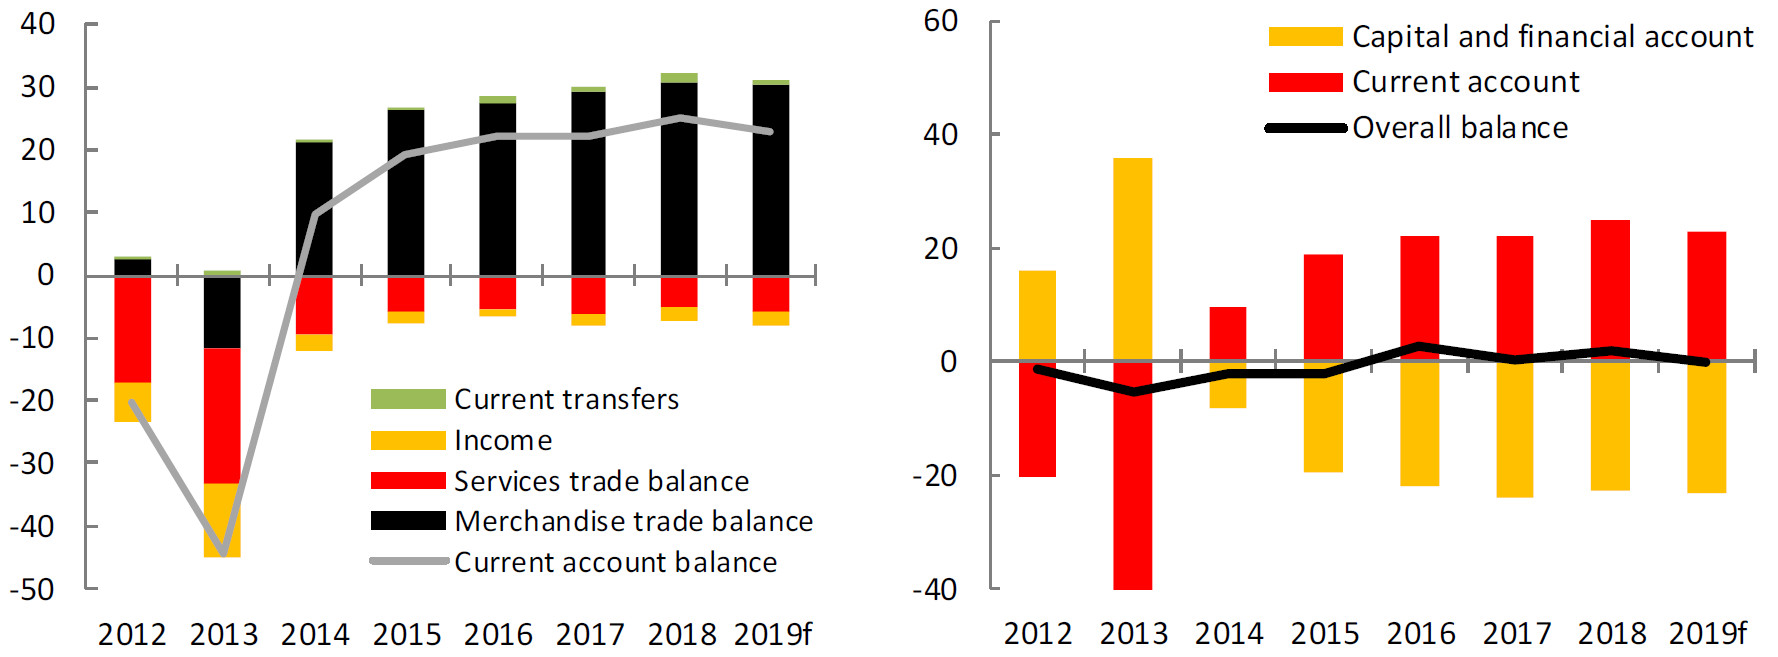 40
30
20
10
0
-10
-20
-30
-40
-50
2012 2013 2014 2015 2016 2017 2018 2019f
Current transfers
Income
Services trade balance
Merchandise trade balance
Current account balance
60
40
20
0
-20
-40
2012 2013 2014 2015 2016 2017 2018 2019f
Capital and financial account
Current account
Overall balance